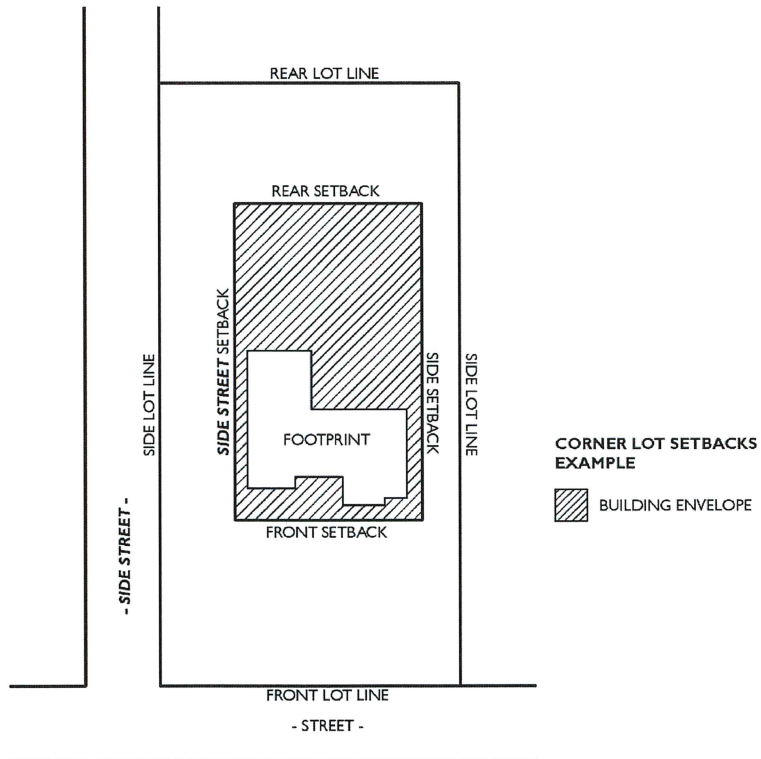 REAR LOT LINE
REAR SETBACK
SIDE LOT LINE
SIDE STREET SETBACK
FOOTPRINT
SIDE SETBACK
SIDE LOT LINE
FRONT SETBACK
- SIDE STREET -
FRONT LOT LINE
- STREET -
CORNER LOT SETBACKS
EXAMPLE
BUILDING ENVELOPE